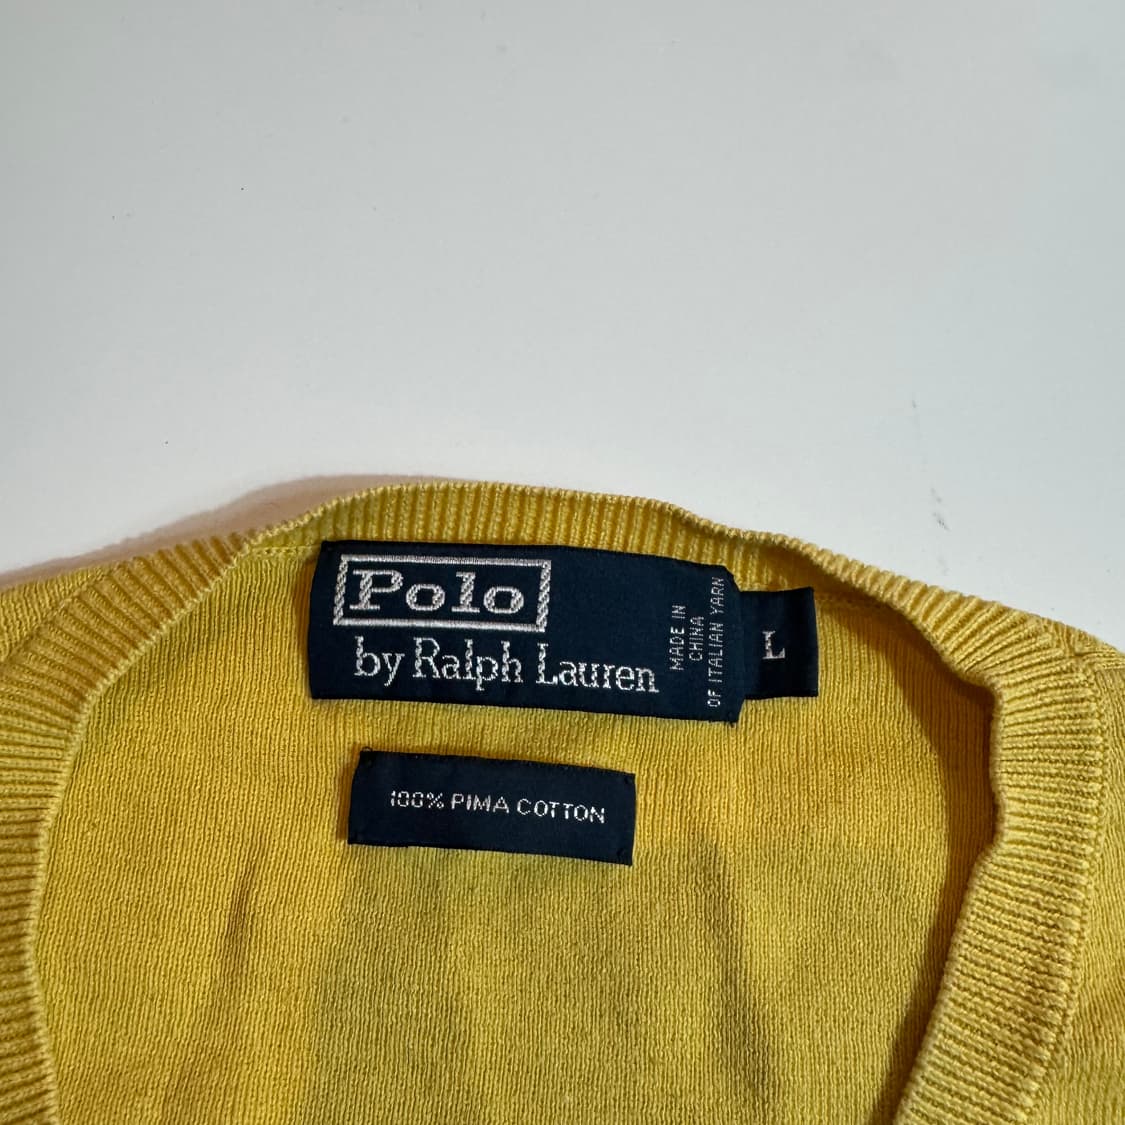 Polo
by Ralph Lauren
MADE IN
CHINA
OF ITALIAN YARN
L
100% PIMA COTTON